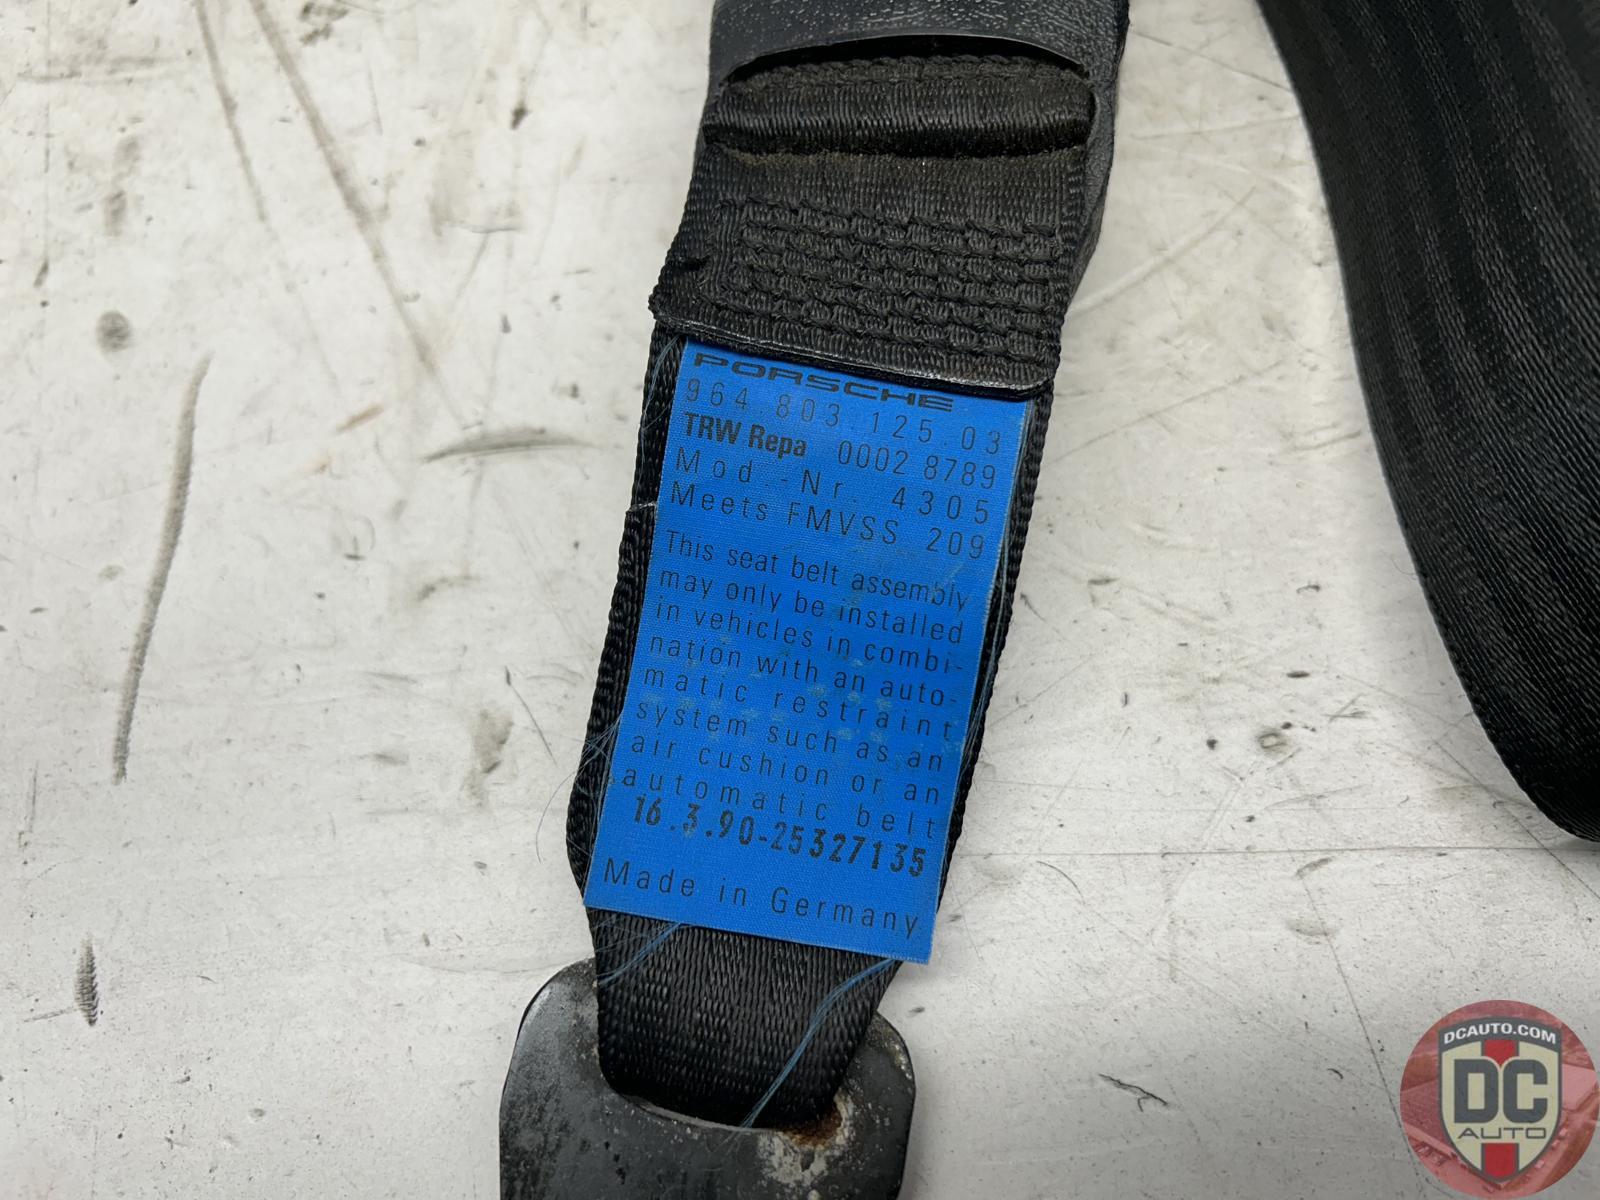 PORSCHE
964.803.125.03
TRW Repa 0002 8789
Mod.-Nr. 4305
Meets FMVSS 209
This seat belt assembly
may only be installed
in vehicles in combi-
nation with an auto-
matic restraint
system such as an
air cushion or an
automatic belt
16.3.90-25327135
Made in Germany
DCAUTO.COM
DC
AUTO